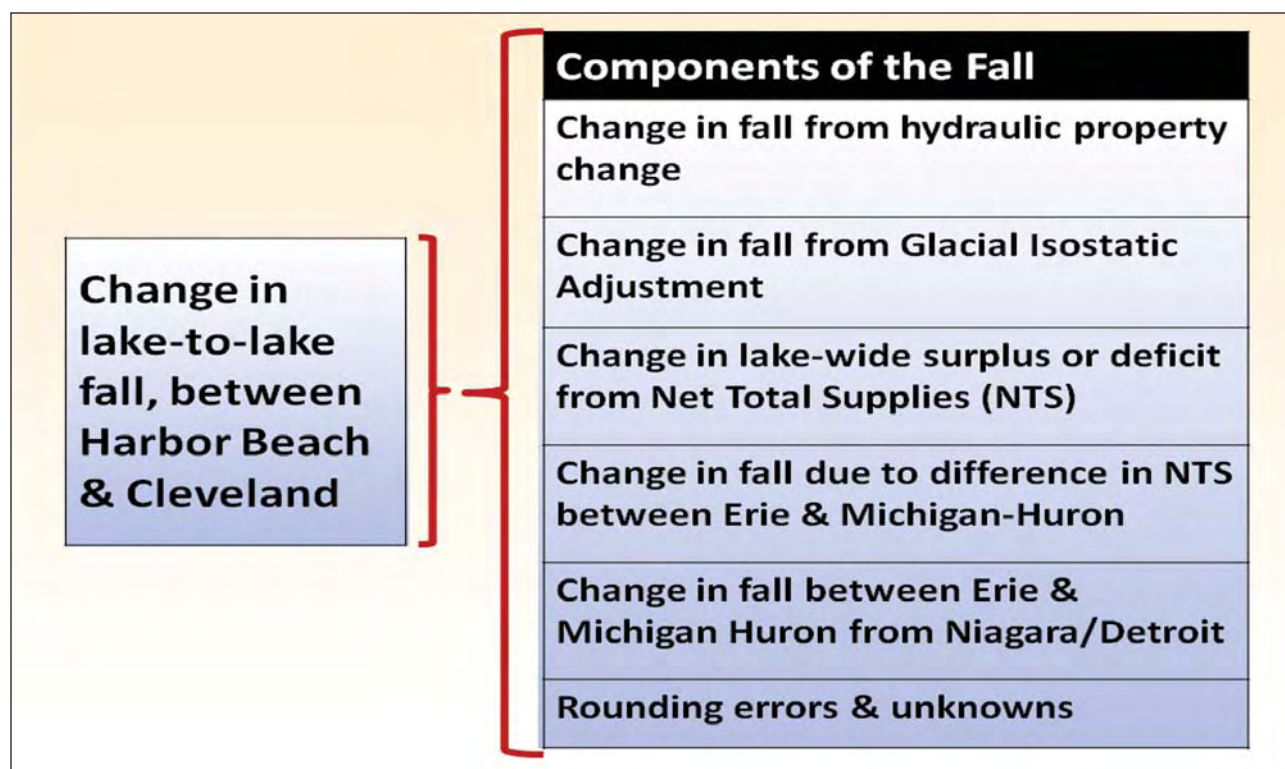 Change in
lake-to-lake
fall, between
Harbor Beach
& Cleveland
Components of the Fall
Change in fall from hydraulic property
change
Change in fall from Glacial Isostatic
Adjustment
Change in lake-wide surplus or deficit
from Net Total Supplies (NTS)
Change in fall due to difference in NTS
between Erie & Michigan-Huron
Change in fall between Erie &
Michigan Huron from Niagara/Detroit
Rounding errors & unknowns